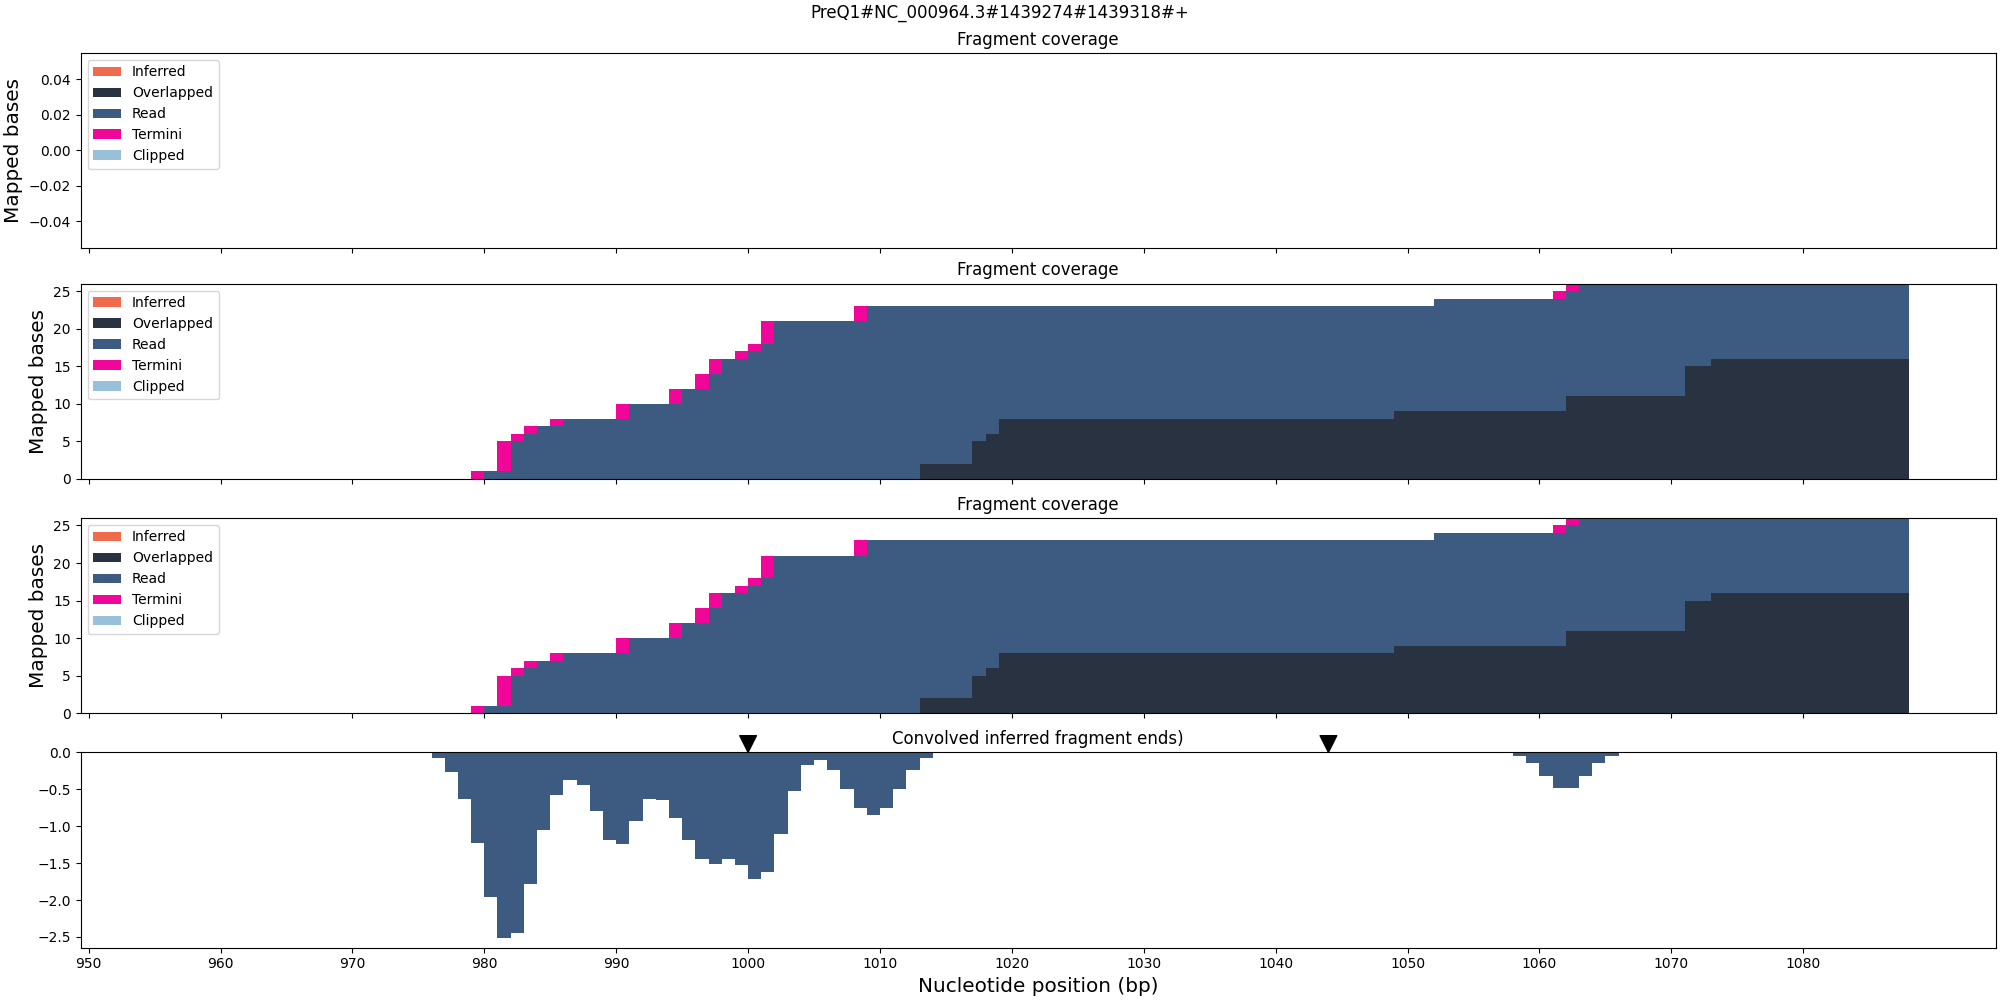 PreQ1#NC_000964.3#1439274#1439318#+
Fragment coverage
Mapped bases
0.04
0.02
0.00
−0.02
−0.04
Inferred
Overlapped
Read
Termini
Clipped
Fragment coverage
Mapped bases
25
20
15
10
5
0
Inferred
Overlapped
Read
Termini
Clipped
Fragment coverage
Mapped bases
25
20
15
10
5
0
Inferred
Overlapped
Read
Termini
Clipped
Convolved inferred fragment ends)
0.0
−0.5
−1.0
−1.5
−2.0
−2.5
950 960 970 980 990 1000 1010 1020 1030 1040 1050 1060 1070 1080
Nucleotide position (bp)